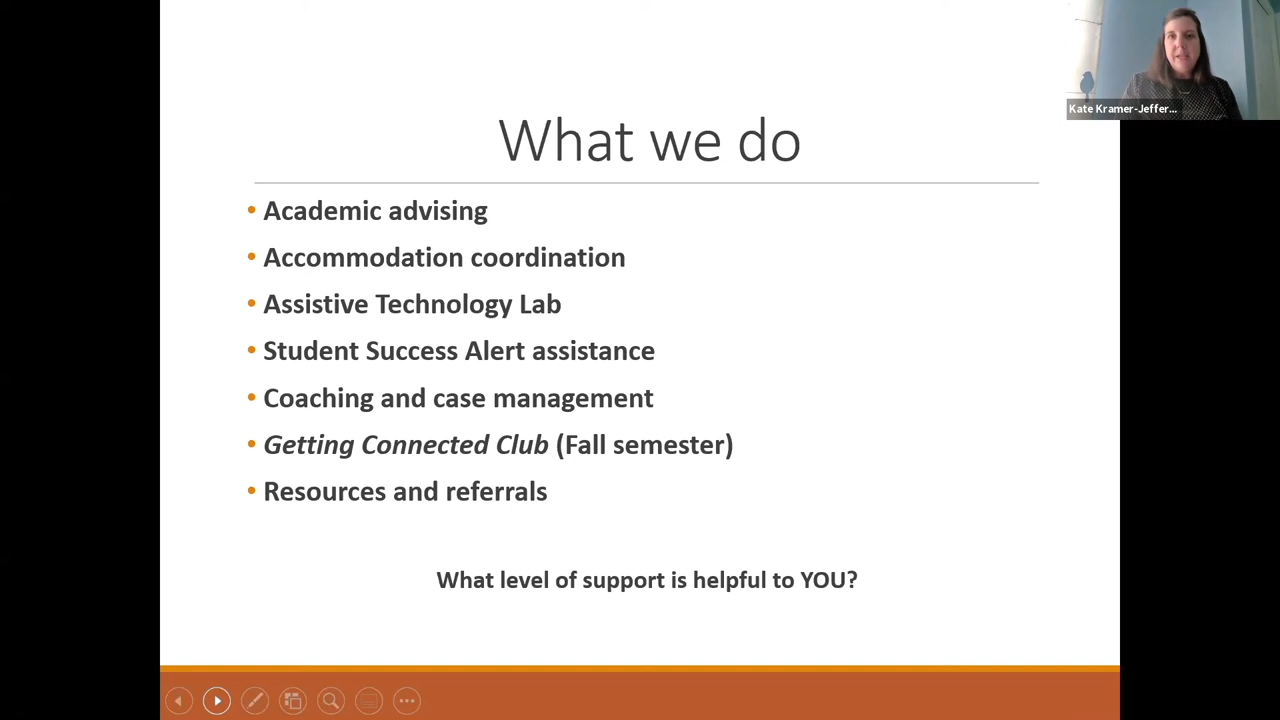 Kate Kramer-Jeffer...
What we do
• Academic advising
• Accommodation coordination
• Assistive Technology Lab
• Student Success Alert assistance
• Coaching and case management
• Getting Connected Club (Fall semester)
• Resources and referrals
What level of support is helpful to YOU?